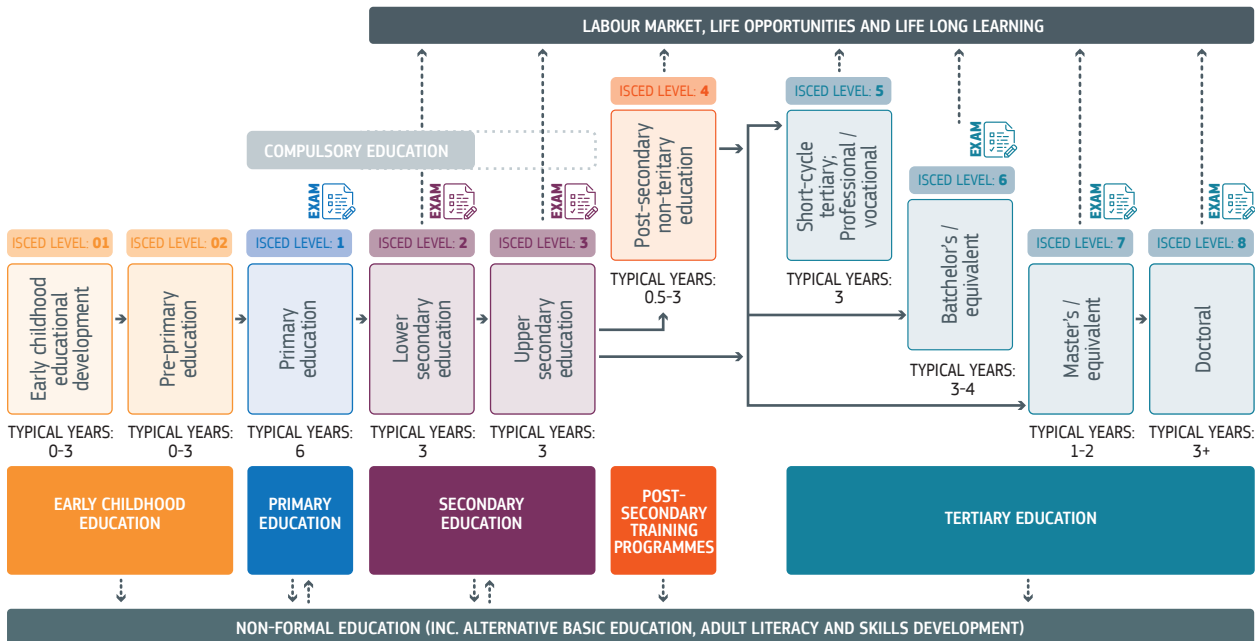 LABOUR MARKET, LIFE OPPORTUNITIES AND LIFE LONG LEARNING
COMPULSORY EDUCATION
ISCED LEVEL: 01
Early childhood
educational
development
TYPICAL YEARS:
0-3
ISCED LEVEL: 02
Pre-primary
education
TYPICAL YEARS:
0-3
EXAM
ISCED LEVEL: 1
Primary
education
TYPICAL YEARS:
6
EXAM
ISCED LEVEL: 2
Lower
secondary
education
TYPICAL YEARS:
3
EXAM
ISCED LEVEL: 3
Upper
secondary
education
TYPICAL YEARS:
3
ISCED LEVEL: 4
Post-secondary
non-teritary
education
TYPICAL YEARS:
0.5-3
ISCED LEVEL: 5
Short-cycle
tertiary;
Professional /
vocational
TYPICAL YEARS:
3
EXAM
ISCED LEVEL: 6
Batchelor's /
equivalent
TYPICAL YEARS:
3-4
EXAM
ISCED LEVEL: 7
Master's /
equivalent
TYPICAL YEARS:
1-2
EXAM
ISCED LEVEL: 8
Doctoral
TYPICAL YEARS:
3+
EARLY CHILDHOOD
EDUCATION
PRIMARY
EDUCATION
SECONDARY
EDUCATION
POST-
SECONDARY
TRAINING
PROGRAMMES
TERTIARY EDUCATION
NON-FORMAL EDUCATION (INC. ALTERNATIVE BASIC EDUCATION, ADULT LITERACY AND SKILLS DEVELOPMENT)